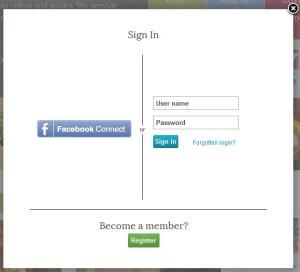 to videos and guides. We provide
Sign In
User name
Password
f Facebook Connect
or
Sign In
Forgotten login?
Become a member?
Register